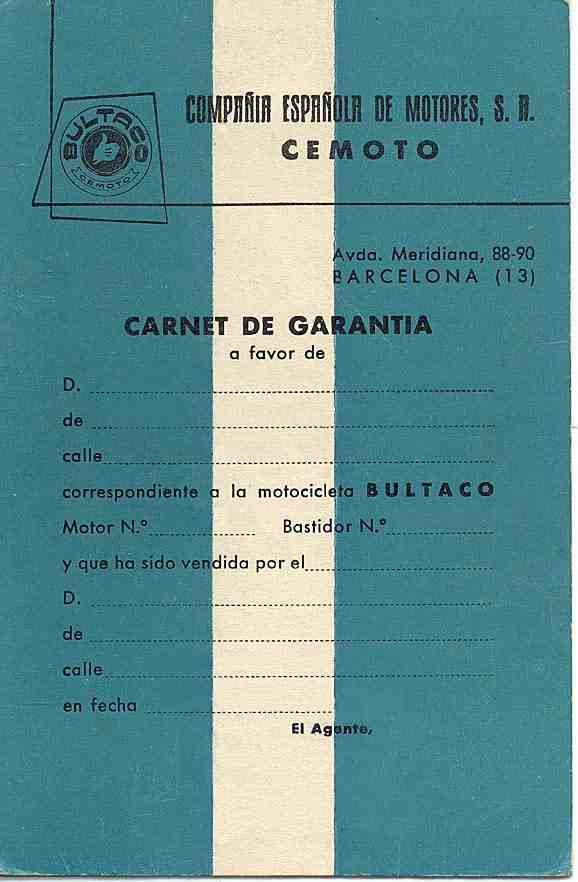 BULTACO
CEMOTO
COMPAÑIA ESPAÑOLA DE MOTORES, S. A.
CEMOTO
Avda. Meridiana, 88-90
BARCELONA (13)
CARNET DE GARANTIA
a favor de
D.
de
calle
correspondiente a la motocicleta BULTACO
Motor N.º Bastidor N.º
y que ha sido vendida por el
D.
de
calle
en fecha
El Agente,